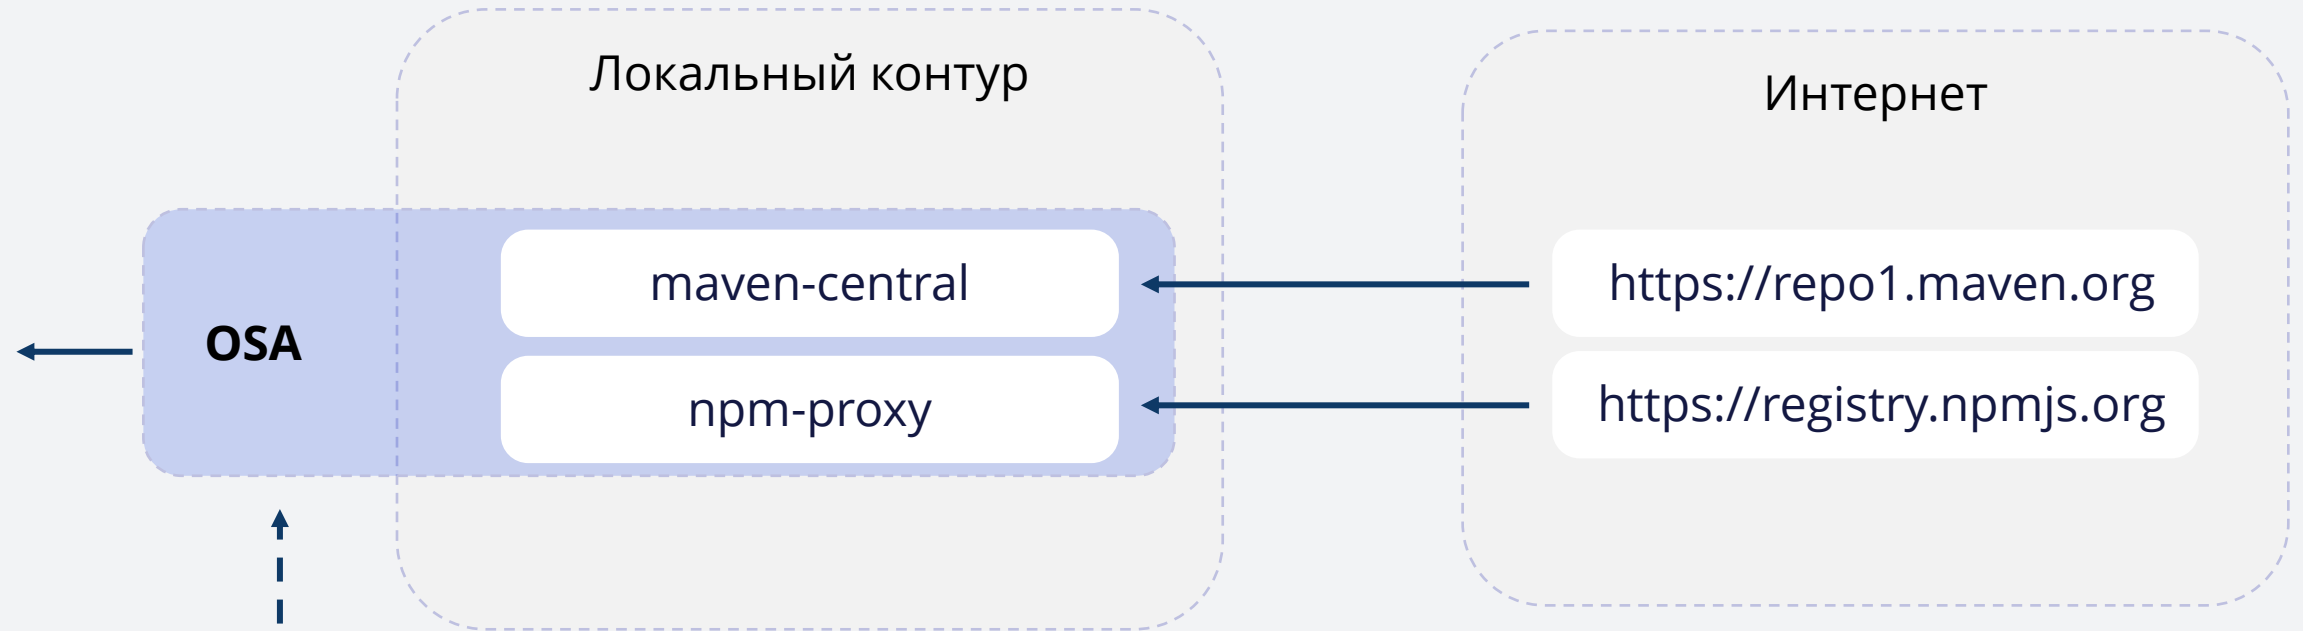 Локальный контур
Интернет
OSA
maven-central
https://repo1.maven.org
npm-proxy
https://registry.npmjs.org